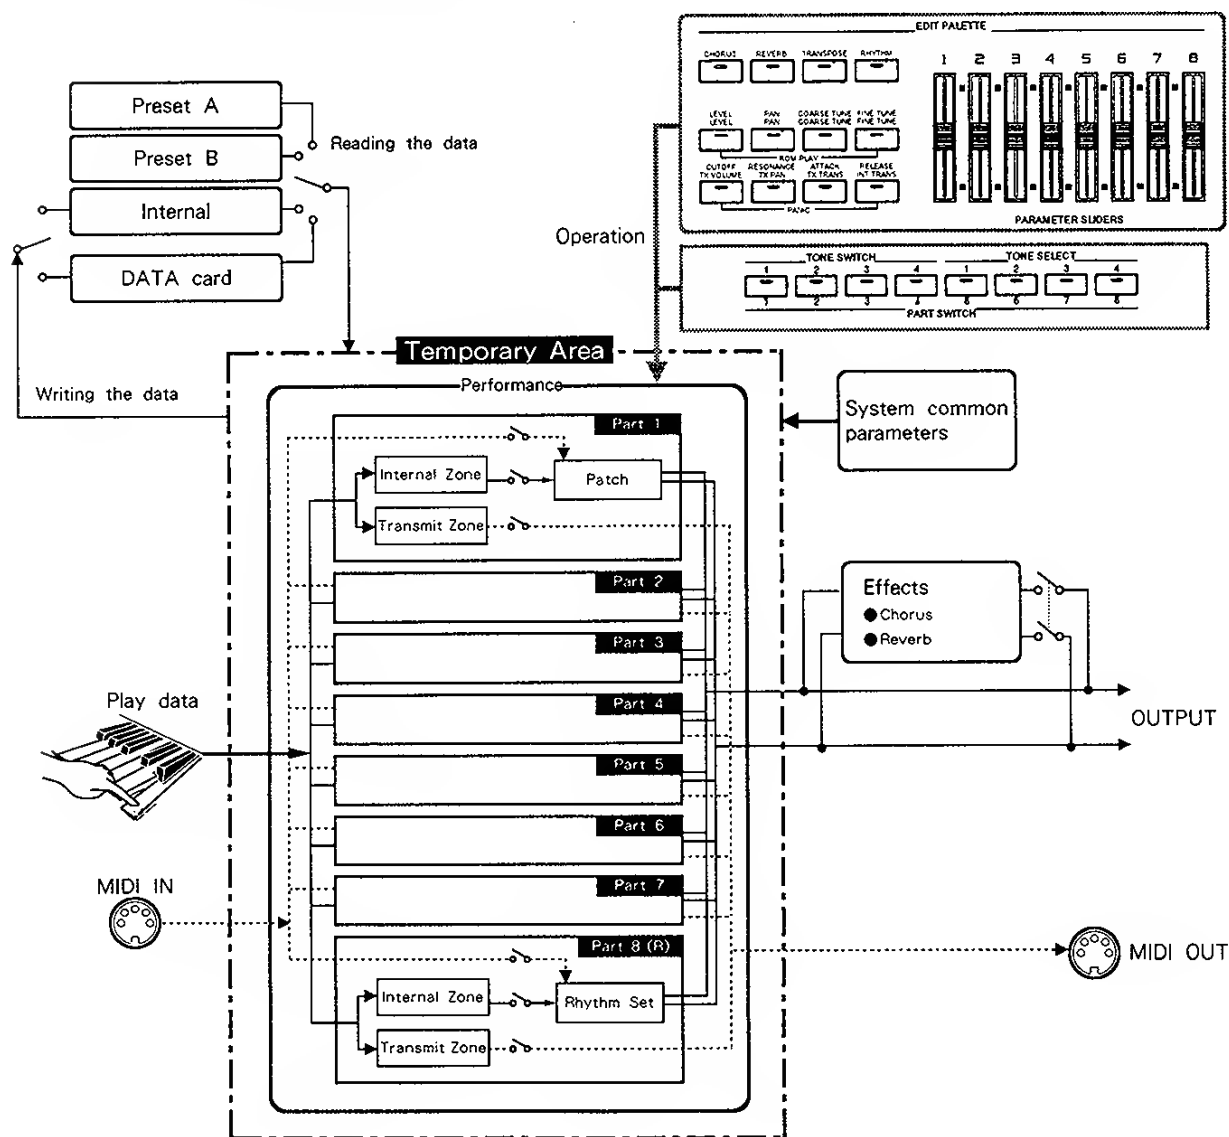 EDIT PALETTE
CHORUS REVERB TRANSPOSE RHYTHM
1 2 3 4 5 6 7 8
LEVEL PAN COARSE TUNE FINE TUNE
LEVEL PAN COARSE TUNE FINE TUNE
ROM PLAY
CUTOFF RESONANCE ATTACK RELEASE
TX VOLUME TX PAN TX TRANS INT TRANS
PARAMETER SLIDERS
TONE SWITCH TONE SELECT
1 2 3 4 1 2 3 4
1 2 3 4 5 6 7 8
PART SWITCH
Preset A
Preset B
Internal
DATA card
Reading the data
Writing the data
Operation
Temporary Area
Performance
System common
parameters
Part 1
Internal Zone
Patch
Transmit Zone
Part 2
Part 3
Part 4
Part 5
Part 6
Part 7
Part 8 (R)
Internal Zone
Rhythm Set
Transmit Zone
Effects
●Chorus
●Reverb
Play data
OUTPUT
MIDI IN
MIDI OUT